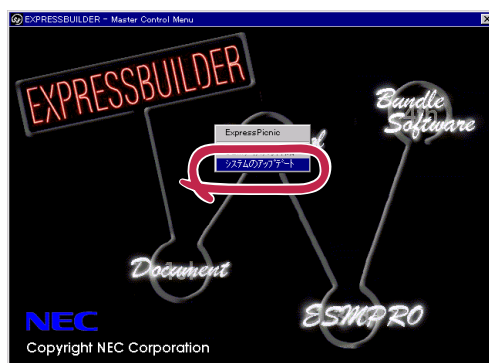 EXPRESSBUILDER - Master Control Menu
EXPRESSBUILDER
Bundle
Software
ExpressPicnic
システムのアップデート
Document
ESMPRO
NEC
Copyright NEC Corporation